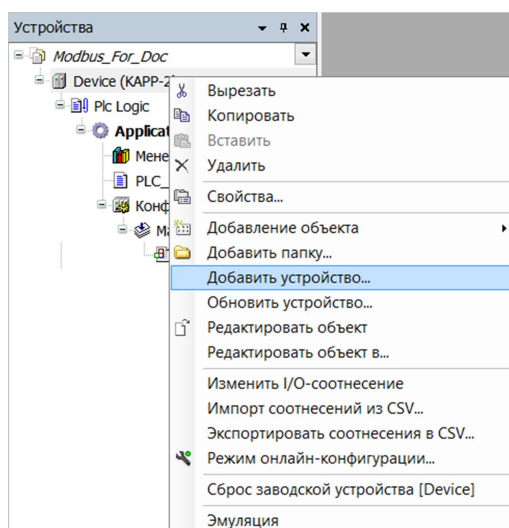 Устройства
Modbus_For_Doc
Device (KAPP-2
Plc Logic
Applicat
Мене
PLC_
Конф
Ма
Вырезать
Копировать
Вставить
Удалить
Свойства...
Добавление объекта
Добавить папку...
Добавить устройство...
Обновить устройство...
Редактировать объект
Редактировать объект в...
Изменить I/O-соотнесение
Импорт соотнесений из CSV...
Экспортировать соотнесения в CSV...
Режим онлайн-конфигурации...
Сброс заводской устройства [Device]
Эмуляция